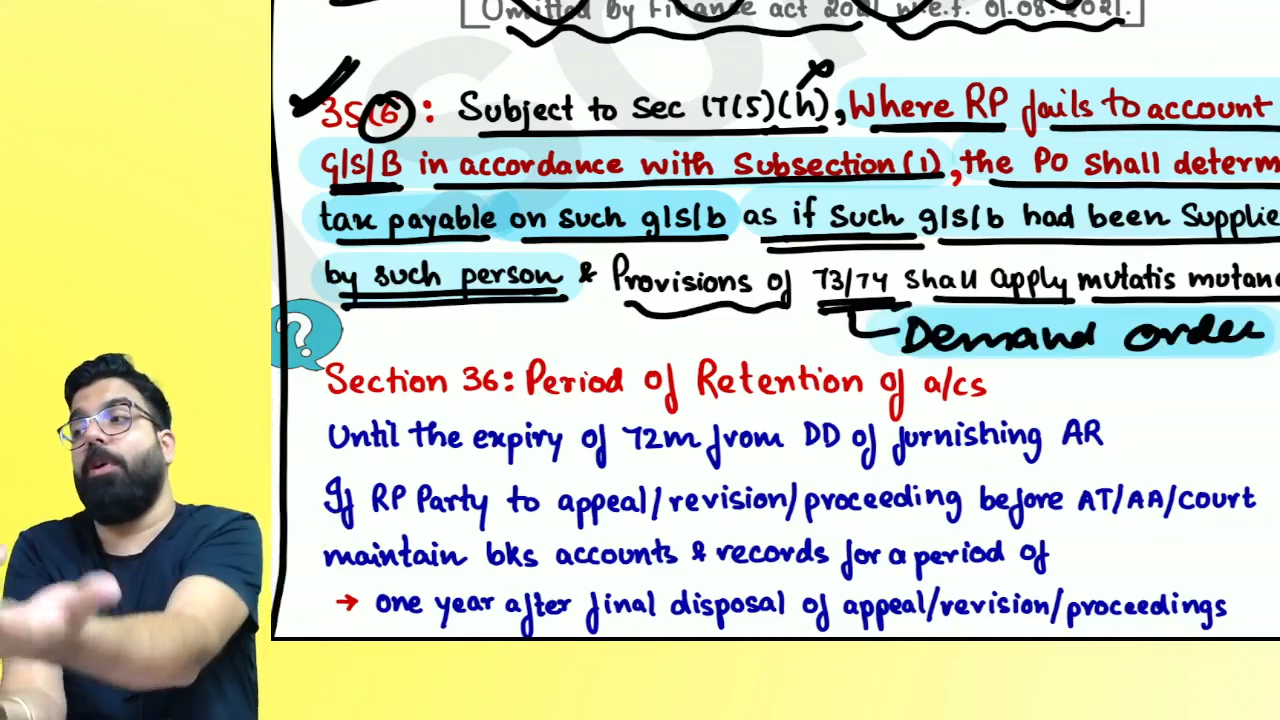 Omitted by Finance act 2021 w.e.f. 01.08.2021.
35(6): Subject to Sec 17(5)(h), Where RP fails to account
g/s/B in accordance with Subsection(1), the PO Shall determ
tax payable on such g/s/b as if such g/s/b had been Supplie
by such person & Provisions of 73/74 Shall apply mutatis mutan
Demand order
?
Section 36: Period of Retention of a/cs
Until the expiry of 72m from DD of furnishing AR
If RP Party to appeal/revision/proceeding before AT/AA/court
maintain bks accounts & records for a period of
→ one year after final disposal of appeal/revision/proceedings